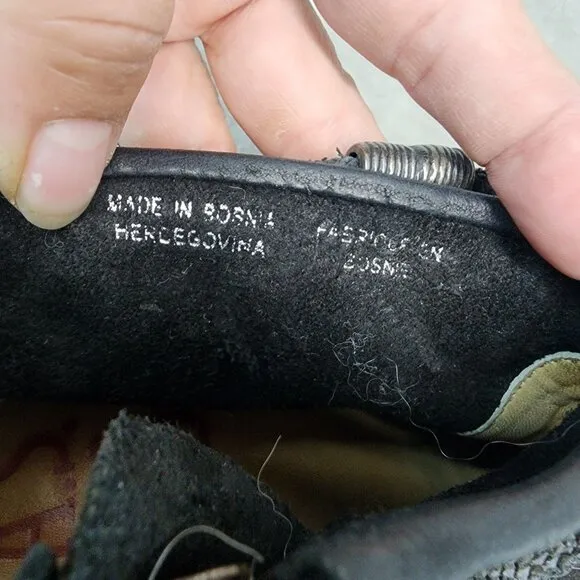 MADE IN BOSNIA
HERCEGOVINA
FABRIQUE EN
BOSNIE